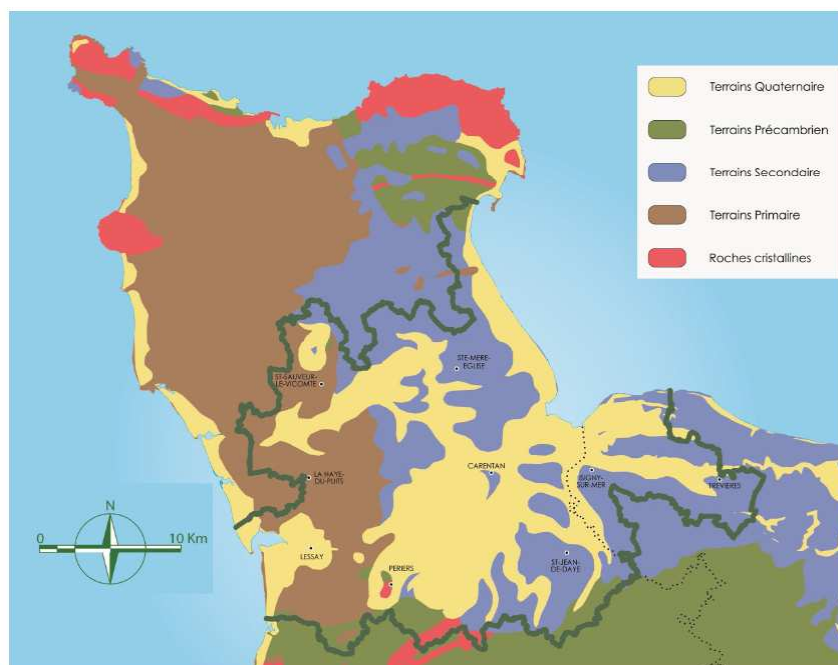 Terrains Quaternaire
Terrains Précambrien
Terrains Secondaire
Terrains Primaire
Roches cristallines
STE-MERE-
EGLISE
ST-SAUVEUR-
LE-VICOMTE
LA HAYE-
DU-PUITS
CARENTAN
ISIGNY-
SUR-MER
TREVIERES
N
0
10 Km
LESSAY
PERIERS
ST-JEAN-
DE-DAYE